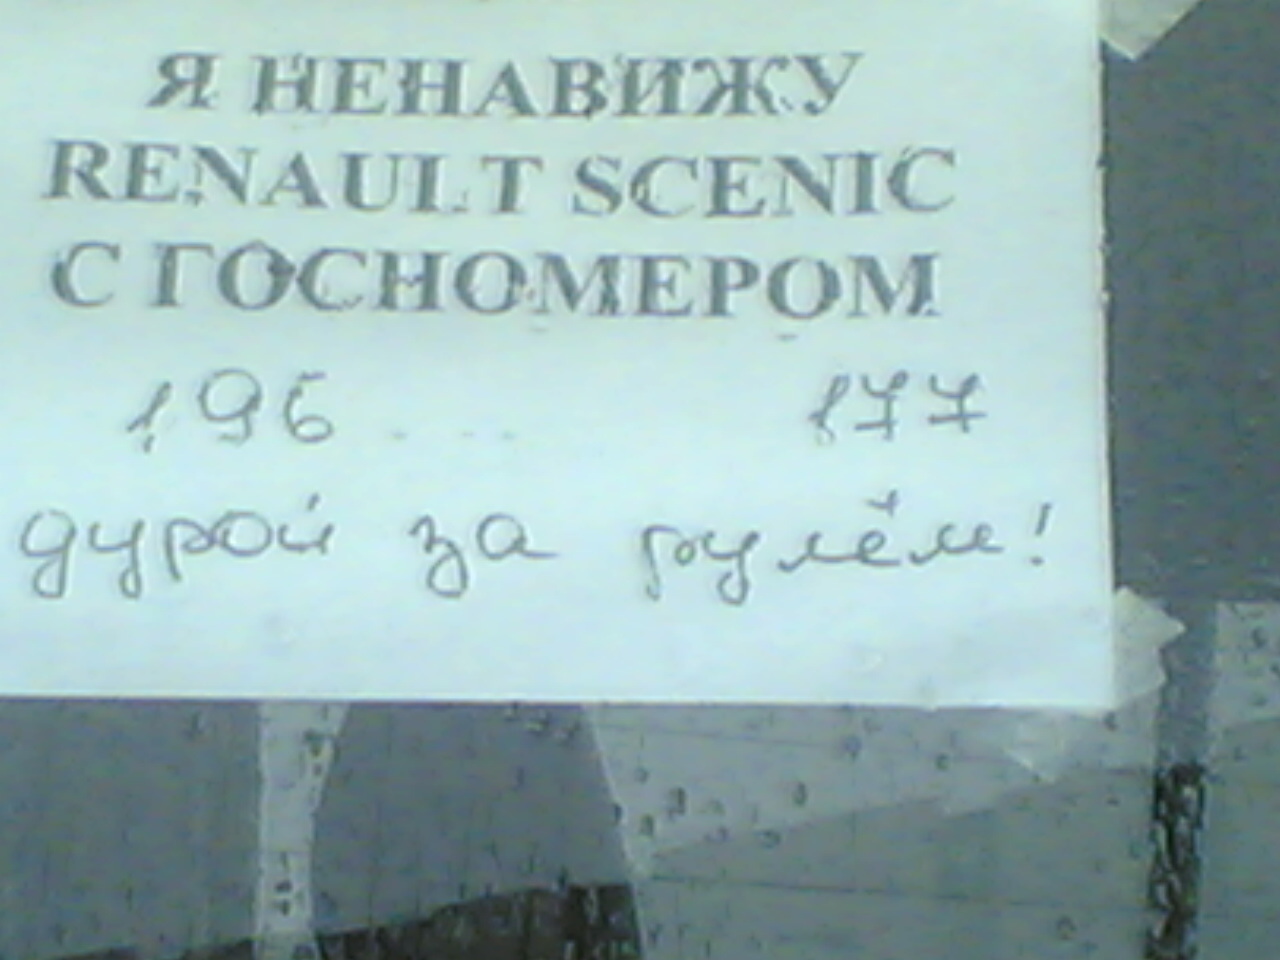 Я НЕНАВИЖУ
RENAULT SCENIC
С ГОСНОМЕРОМ
196 ... 177
дурой за рулём!